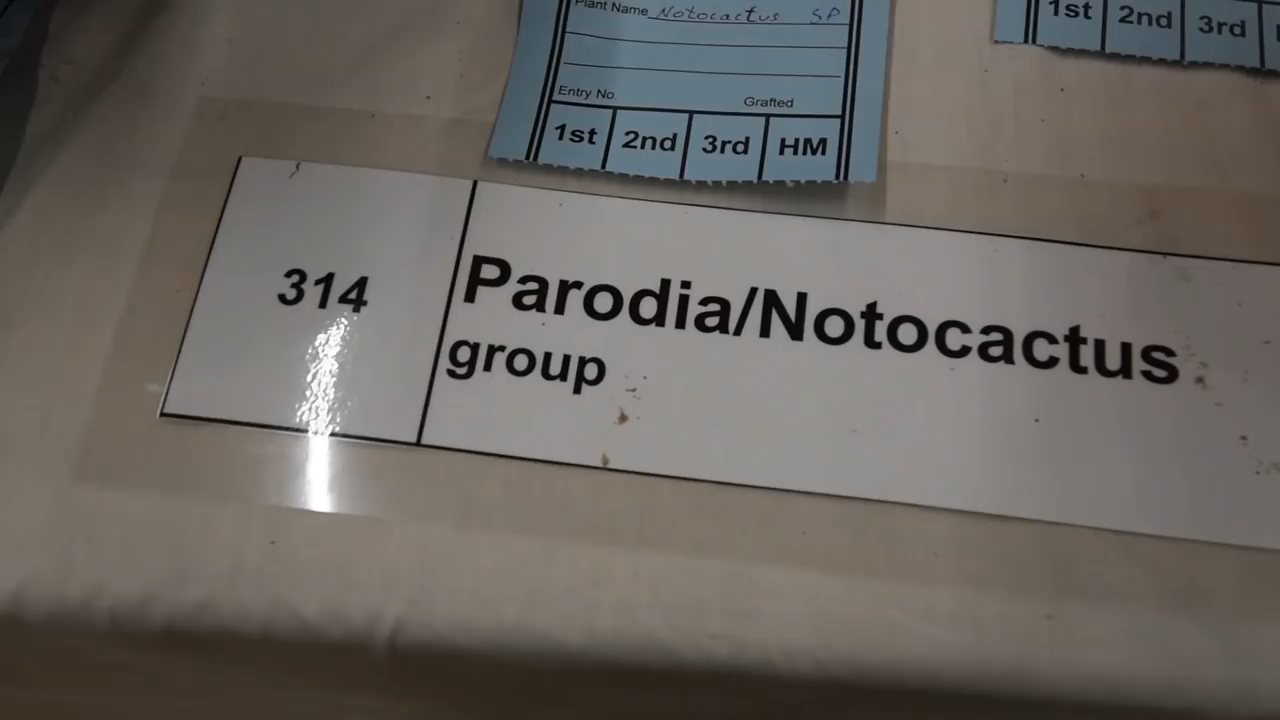 Plant Name Notocactus SP
Entry No. Grafted
1st 2nd 3rd HM
1st 2nd 3rd
314 Parodia/Notocactus
group